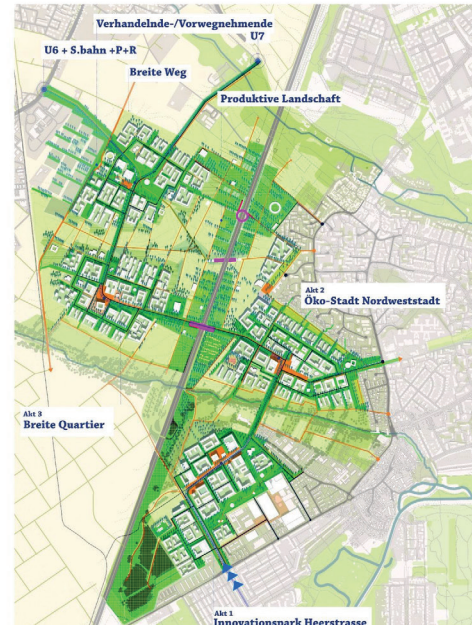 Verhandelnde-/Vorwegnehmende
U7
U6 + S.bahn +P+R
Breite Weg
Produktive Landschaft
Akt 2
Öko-Stadt Nordweststadt
Akt 3
Breite Quartier
Akt 1
Innovationspark Heerstrasse